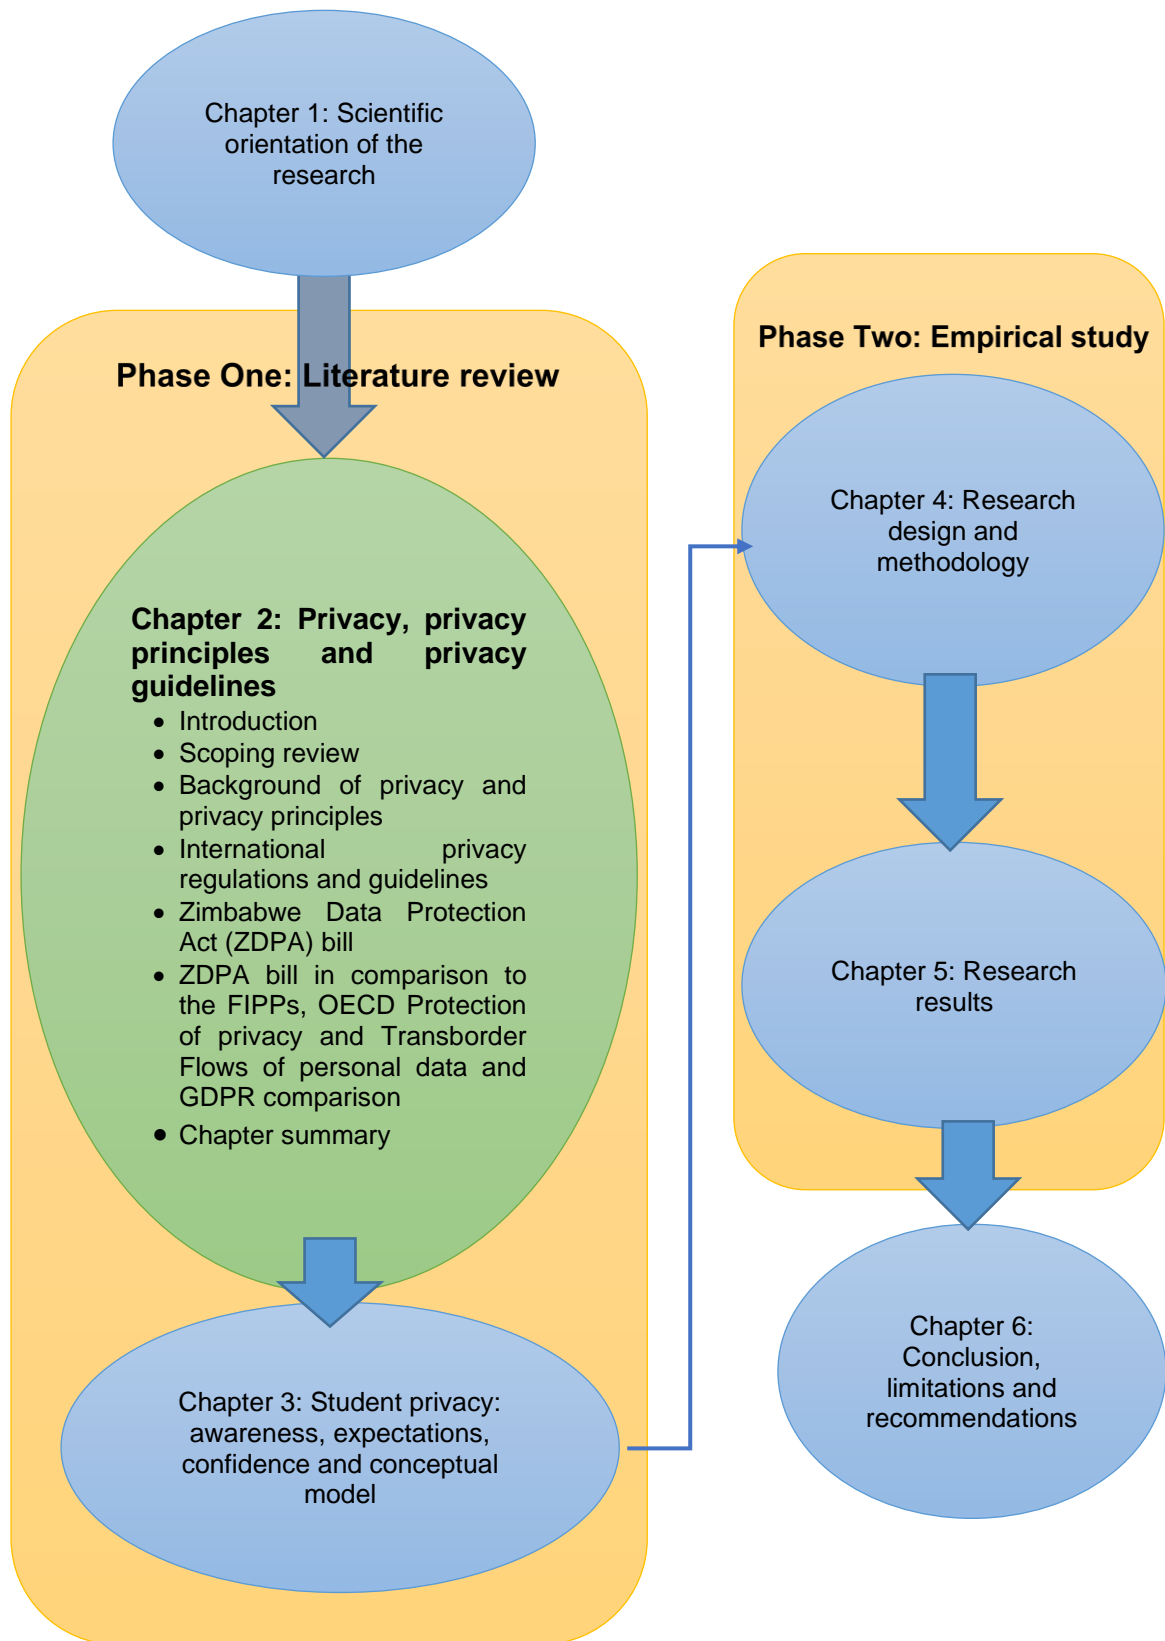 Chapter 1: Scientific
orientation of the
research
Phase One: Literature review
Chapter 2: Privacy, privacy
principles and privacy
guidelines
• Introduction
• Scoping review
• Background of privacy and
privacy principles
• International privacy
regulations and guidelines
• Zimbabwe Data Protection
Act (ZDPA) bill
• ZDPA bill in comparison to
the FIPPs, OECD Protection
of privacy and Transborder
Flows of personal data and
GDPR comparison
• Chapter summary
Chapter 3: Student privacy:
awareness, expectations,
confidence and conceptual
model
Phase Two: Empirical study
Chapter 4: Research
design and
methodology
Chapter 5: Research
results
Chapter 6:
Conclusion,
limitations and
recommendations